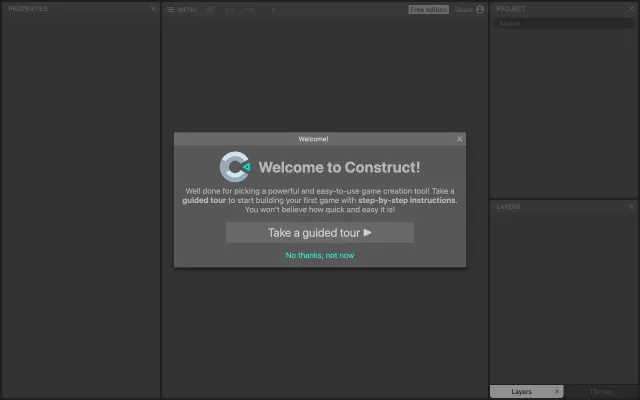 PROPERTIES
MENU
Free edition
Guest
PROJECT
Search
Welcome!
Welcome to Construct!
Well done for picking a powerful and easy-to-use game creation tool! Take a
guided tour to start building your first game with step-by-step instructions.
You won't believe how quick and easy it is!
Take a guided tour
No thanks, not now
LAYERS
Layers
Tilemap